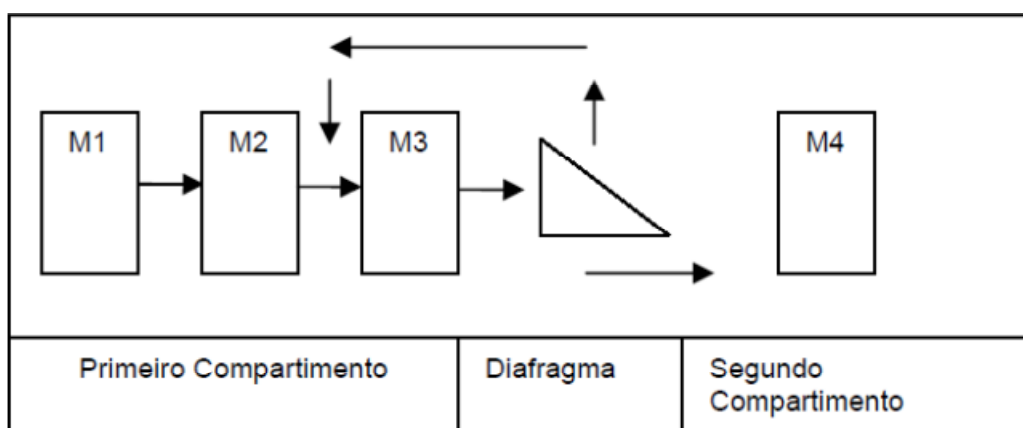 M1
M2
M3
M4
Primeiro Compartimento
Diafragma
Segundo
Compartimento